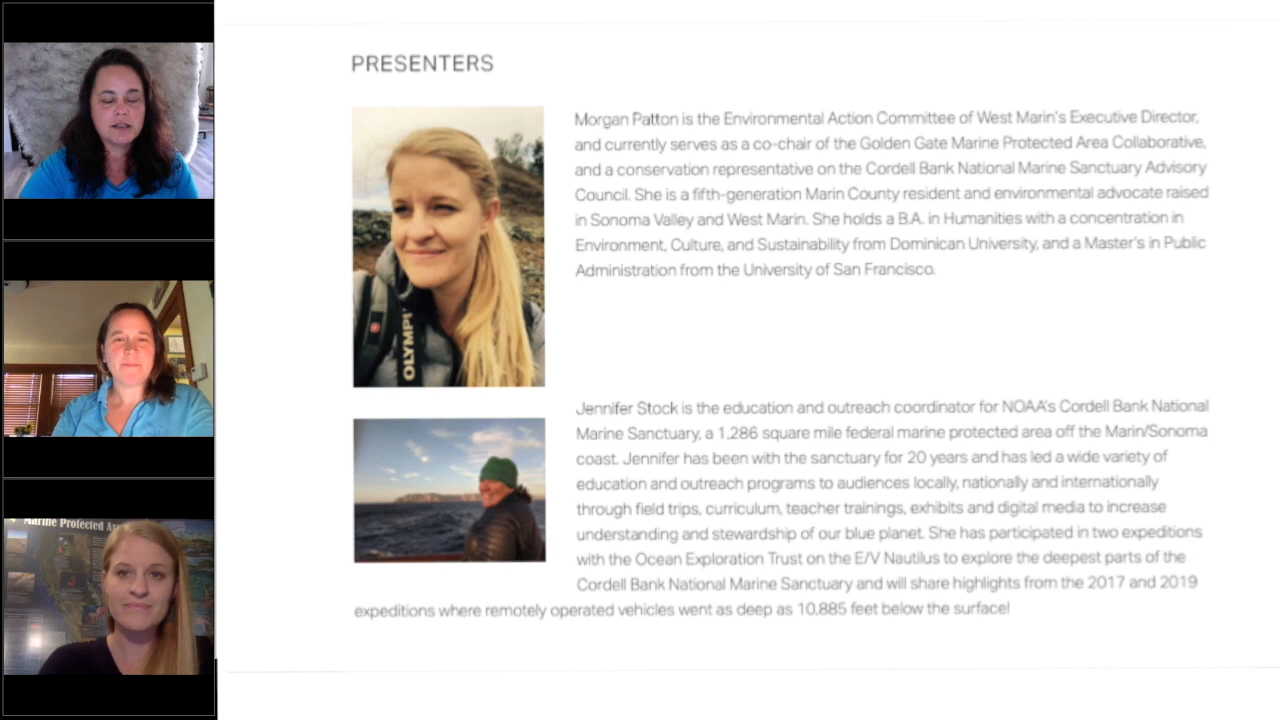 PRESENTERS
Morgan Patton is the Environmental Action Committee of West Marin's Executive Director,
and currently serves as a co-chair of the Golden Gate Marine Protected Area Collaborative,
and a conservation representative on the Cordell Bank National Marine Sanctuary Advisory
Council. She is a fifth-generation Marin County resident and environmental advocate raised
in Sonoma Valley and West Marin. She holds a B.A. in Humanities with a concentration in
Environment, Culture, and Sustainability from Dominican University, and a Master's in Public
Administration from the University of San Francisco.
OLYMPU
Jennifer Stock is the education and outreach coordinator for NOAA's Cordell Bank National
Marine Sanctuary, a 1,286 square mile federal marine protected area off the Marin/Sonoma
coast. Jennifer has been with the sanctuary for 20 years and has led a wide variety of
education and outreach programs to audiences locally, nationally and internationally
through field trips, curriculum, teacher trainings, exhibits and digital media to increase
understanding and stewardship of our blue planet. She has participated in two expeditions
with the Ocean Exploration Trust on the E/V Nautilus to explore the deepest parts of the
Cordell Bank National Marine Sanctuary and will share highlights from the 2017 and 2019
expeditions where remotely operated vehicles went as deep as 10,885 feet below the surface!
Marine Protected Ar